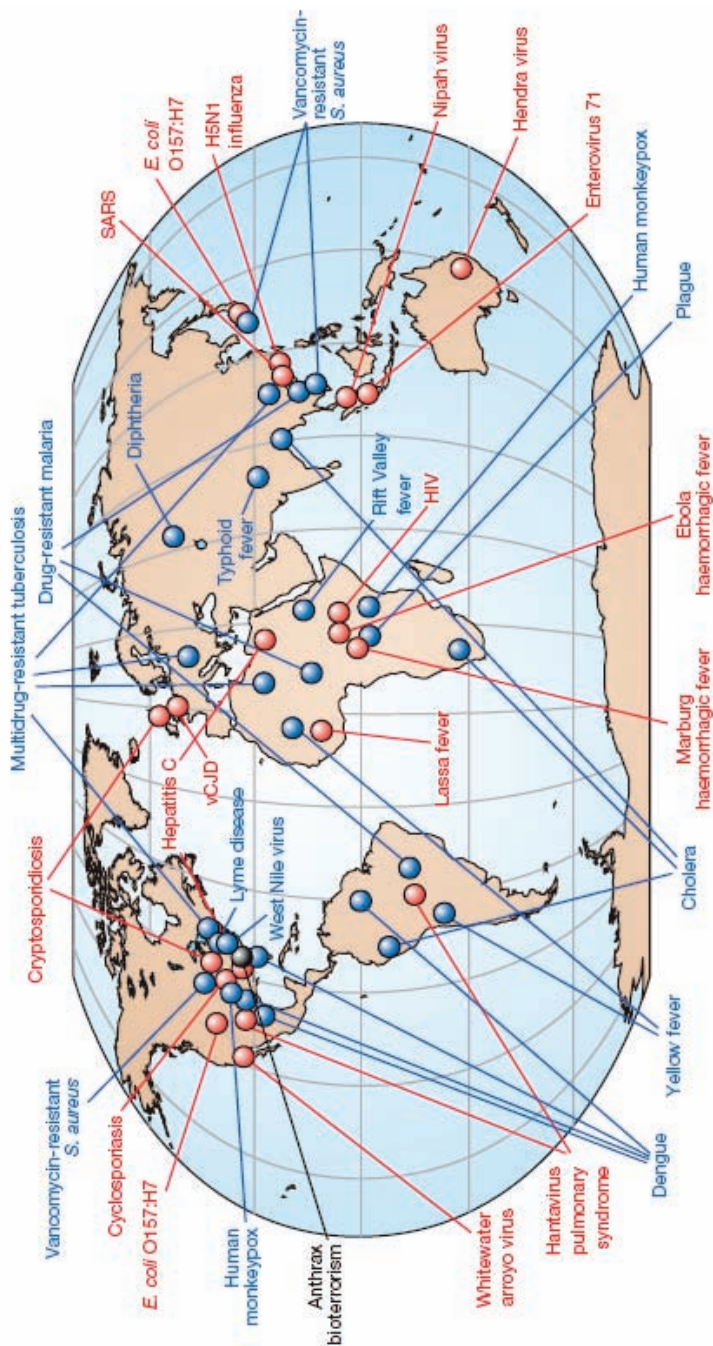 Multidrug-resistant tuberculosis
Drug-resistant malaria
SARS
E. coli
O157:H7
H5N1
influenza
Vancomycin-
resistant
S. aureus
Cryptosporidiosis
Diphtheria
Typhoid
fever
Nipah virus
Hendra virus
Enterovirus 71
Vancomycin-resistant
S. aureus
Hepatitis C
vCJD
Lyme disease
West Nile virus
Rift Valley
fever
HIV
Cyclosporiasis
E. coli O157:H7
Human
monkeypox
Anthrax
bioterrorism
Lassa fever
Human monkeypox
Plague
Whitewater
arroyo virus
Hantavirus
pulmonary
syndrome
Dengue
Yellow fever
Cholera
Marburg
haemorrhagic fever
Ebola
haemorrhagic fever